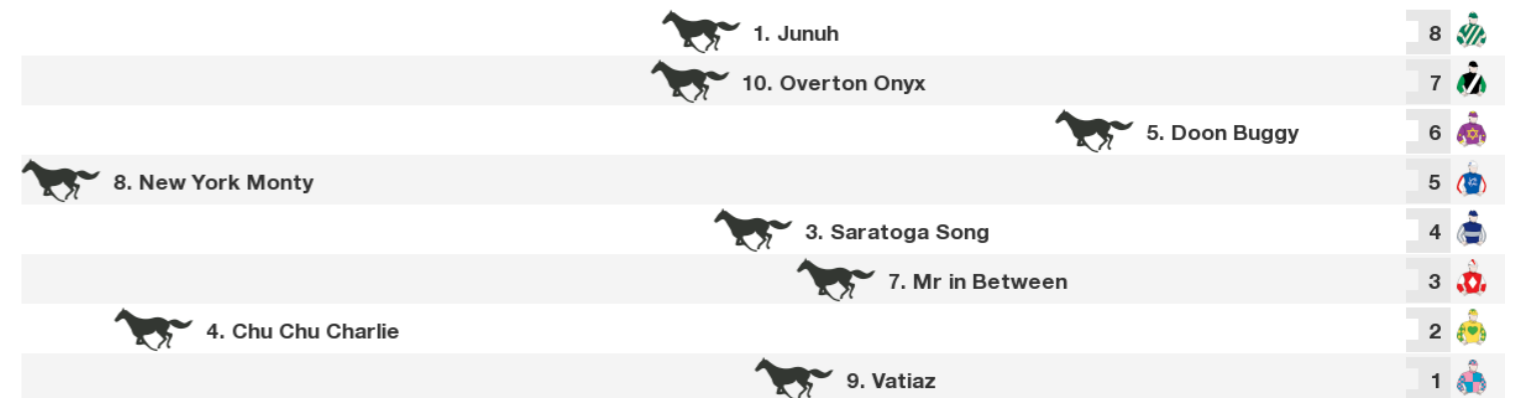 1. Junuh 8
10. Overton Onyx 7
5. Doon Buggy 6
8. New York Monty 5
3. Saratoga Song 4
7. Mr in Between 3
4. Chu Chu Charlie 2
9. Vatiaz 1